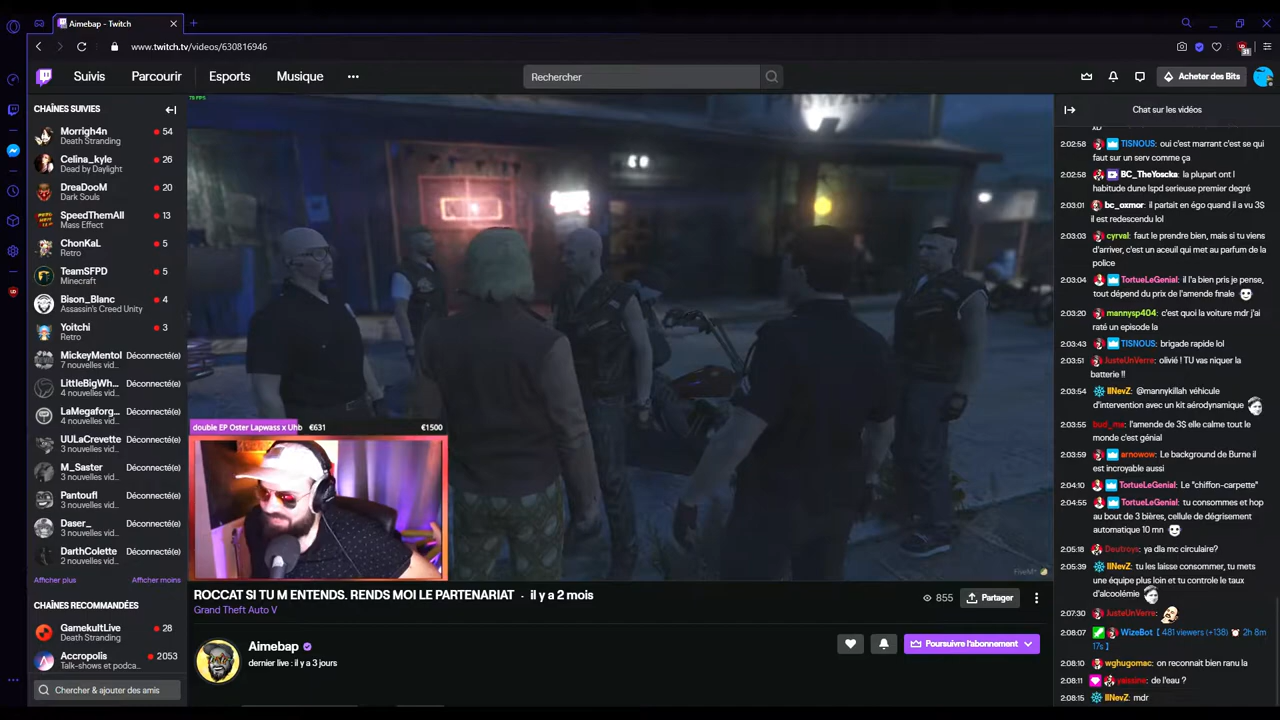 Aimebap - Twitch
www.twitch.tv/videos/630816946
31
Suivis
Parcourir
Esports
Musique
Rechercher
Acheter des Bits
CHAÎNES SUIVIES
Morrigh4n
54
Death Stranding
Celina_kyle
26
Dead by Daylight
DreaDooM
20
Dark Souls
SpeedThemAll
13
Mass Effect
ChonKaL
5
Retro
TeamSFPD
5
Minecraft
Bison_Blanc
4
Assassin's Creed Unity
Yoitchi
3
Retro
MickeyMentol
Déconnecté(e)
7 nouvelles vid...
LittleBigWh...
Déconnecté(e)
4 nouvelles vid...
LaMegaforg...
Déconnecté(e)
4 nouvelles vid...
UULaCrevette
Déconnecté(e)
3 nouvelles vid...
M_Saster
Déconnecté(e)
3 nouvelles vid...
Pantoufl
Déconnecté(e)
3 nouvelles vid...
Daser_
Déconnecté(e)
3 nouvelles vid...
DarthColette
Déconnecté(e)
2 nouvelles vid...
Afficher plus
Afficher moins
CHAÎNES RECOMMANDÉES
GamekultLive
28
Death Stranding
Accropolis
2053
Talk-shows et podca...
Chercher & ajouter des amis
78 FPS
double EP Oster Lapwass x Uhb
€631
€1500
FiveM
ROCCAT SI TU M ENTENDS. RENDS MOI LE PARTENARIAT - il y a 2 mois
Grand Theft Auto V
855
Partager
Aimebap
dernier live : il y a 3 jours
Poursuivre l'abonnement
Chat sur les vidéos
XD
2:02:58 TISNOUS: oui c'est marrant c'est se qui
faut sur un serv comme ça
2:02:58 BC_TheYoscka: la plupart ont l
habitude dune lspd serieuse premier degré
2:03:01 bc_oxmor: il partait en égo quand il a vu 3$
il est redescendu lol
2:03:03 cyrval: faut le prendre bien, mais si tu viens
d'arriver, c'est un aceuil qui met au parfum de la
police
2:03:04 TortueLeGenial: il l'a bien pris je pense,
tout dépend du prix de l'amende finale
2:03:20 mannysp404: c'est quoi la voiture mdr j'ai
raté un episode la
2:03:43 TISNOUS: brigade rapide lol
2:03:51 JusteUnVerre: olivié ! TU vas niquer la
batterie !!
2:03:54 IINevZ: @mannykillah véhicule
d'intervention avec un kit aérodynamique
2:03:55 bud_mx: l'amende de 3$ elle calme tout le
monde c'est génial
2:03:59 arnowow: Le background de Burne il
est incroyable aussi
2:04:10 TortueLeGenial: Le "chiffon-carpette"
2:04:55 TortueLeGenial: tu consommes et hop
au bout de 3 bières, cellule de dégrisement
automatique 10 mn
2:05:18 Deutroys: ya dla mc circulaire?
2:05:39 IINevZ: tu les laisse consommer, tu mets
une équipe plus loin et tu controle le taux
d'alcoolémie
2:07:30 JusteUnVerre:
2:08:07 WizeBot [ 481 viewers (+138) 2h 8m
17s ]
2:08:10 wghugomac: on reconnait bien ranu la
2:08:11 yaissine: de l'eau ?
2:08:15 IINevZ: mdr